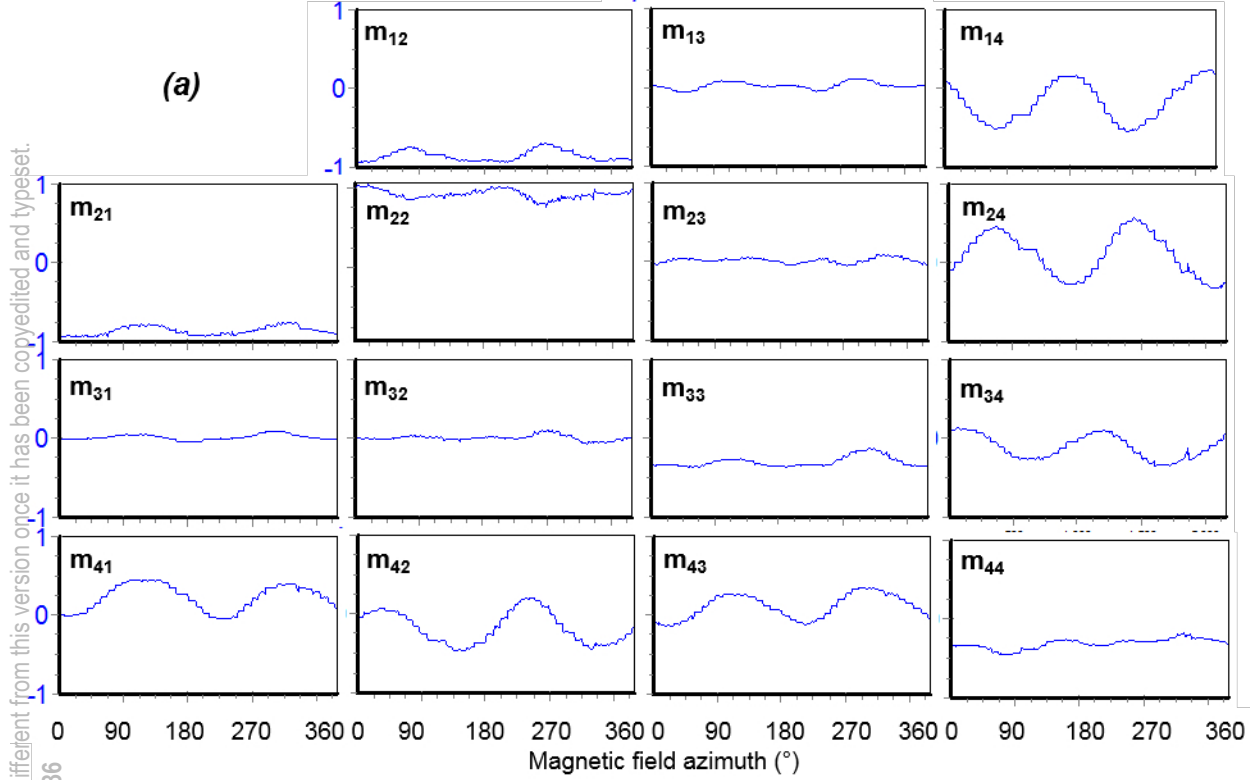 (a)
1
0
-1
m12
m13
m14
1
0
-1
m21
m22
m23
m24
1
0
-1
m31
m32
m33
m34
1
0
-1
m41
m42
m43
m44
0 90 180 270 360 0 90 180 270 360 0 90 180 270 360 0 90 180 270 360
Magnetic field azimuth (°)
ifferent from this version once it has been copyedited and typeset.